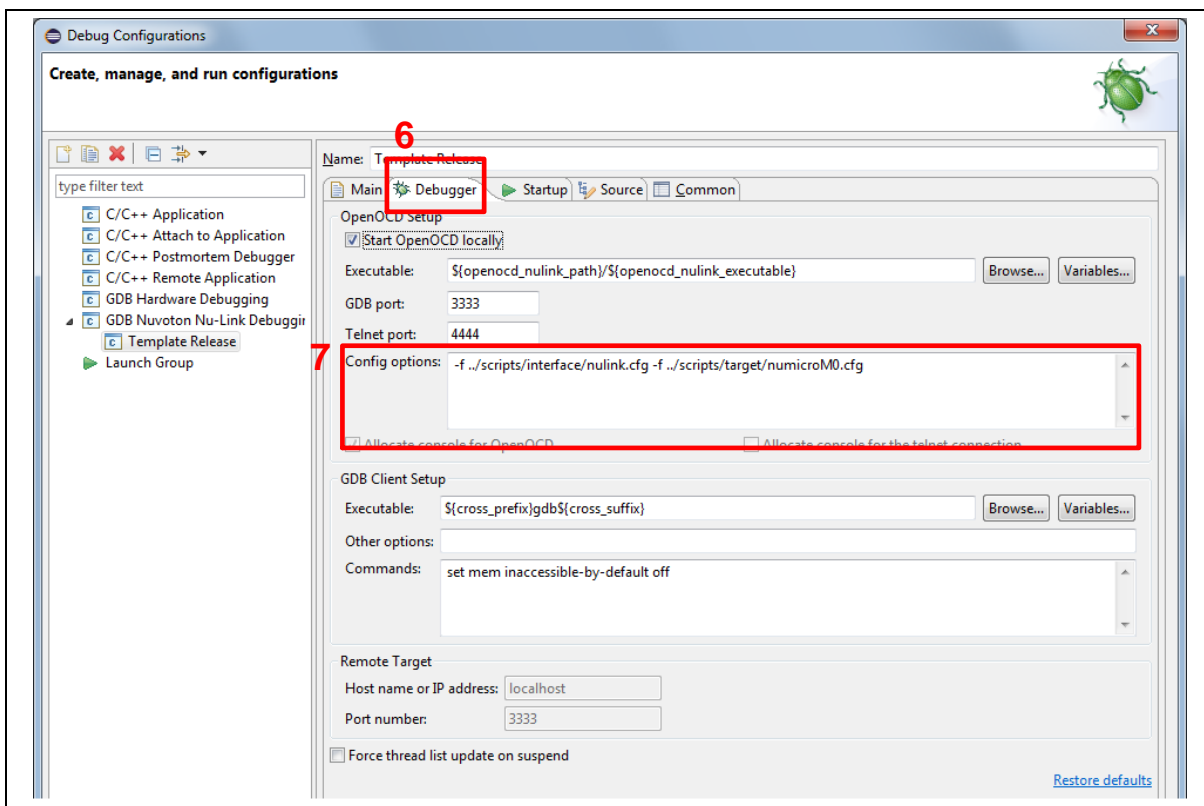 Debug Configurations
Create, manage, and run configurations
6
Name: Template Release
type filter text
Main Debugger Startup Source Common
C/C++ Application
C/C++ Attach to Application
C/C++ Postmortem Debugger
C/C++ Remote Application
GDB Hardware Debugging
GDB Nuvoton Nu-Link Debuggin
Template Release
Launch Group
OpenOCD Setup
Start OpenOCD locally
Executable: ${openocd_nulink_path}/${openocd_nulink_executable} Browse... Variables...
GDB port: 3333
Telnet port: 4444
7
Config options: -f ../scripts/interface/nulink.cfg -f ../scripts/target/numicroM0.cfg
Allocate console for OpenOCD Allocate console for the telnet connection
GDB Client Setup
Executable: ${cross_prefix}gdb${cross_suffix} Browse... Variables...
Other options:
Commands: set mem inaccessible-by-default off
Remote Target
Host name or IP address: localhost
Port number: 3333
Force thread list update on suspend
Restore defaults